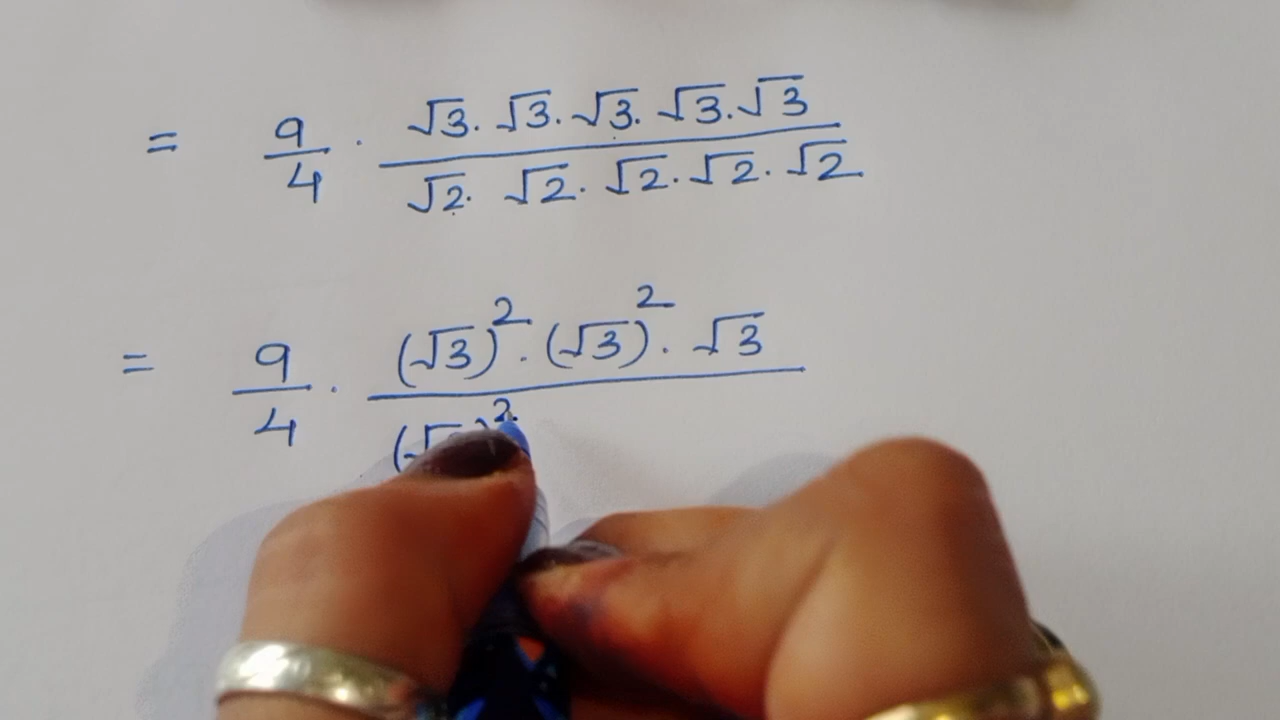 = 9/4 · √3 · √3 · √3 · √3 · √3 / √2 · √2 · √2 · √2 · √2
= 9/4 · (√3)² · (√3)² · √3 / (√ )²